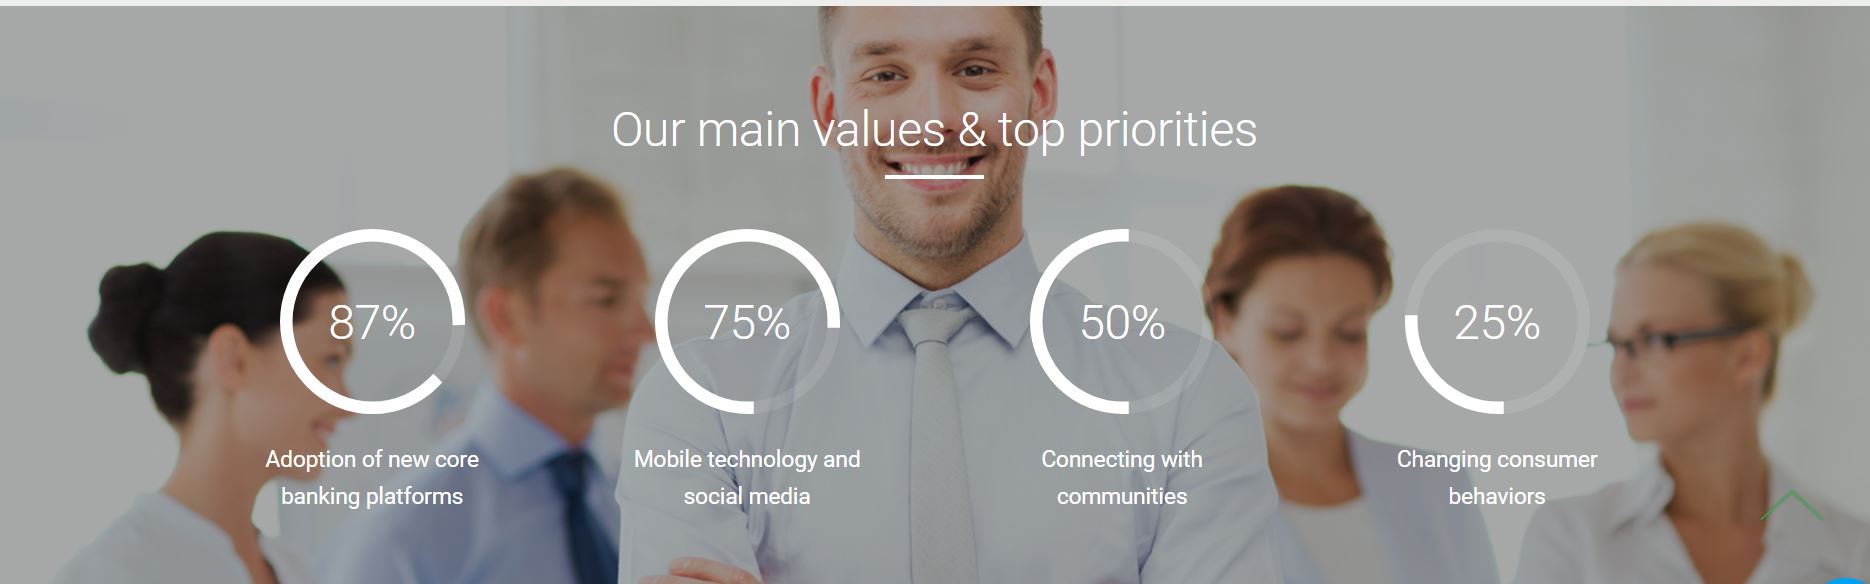 Our main values & top priorities
87%
75%
50%
25%
Adoption of new core
banking platforms
Mobile technology and
social media
Connecting with
communities
Changing consumer
behaviors